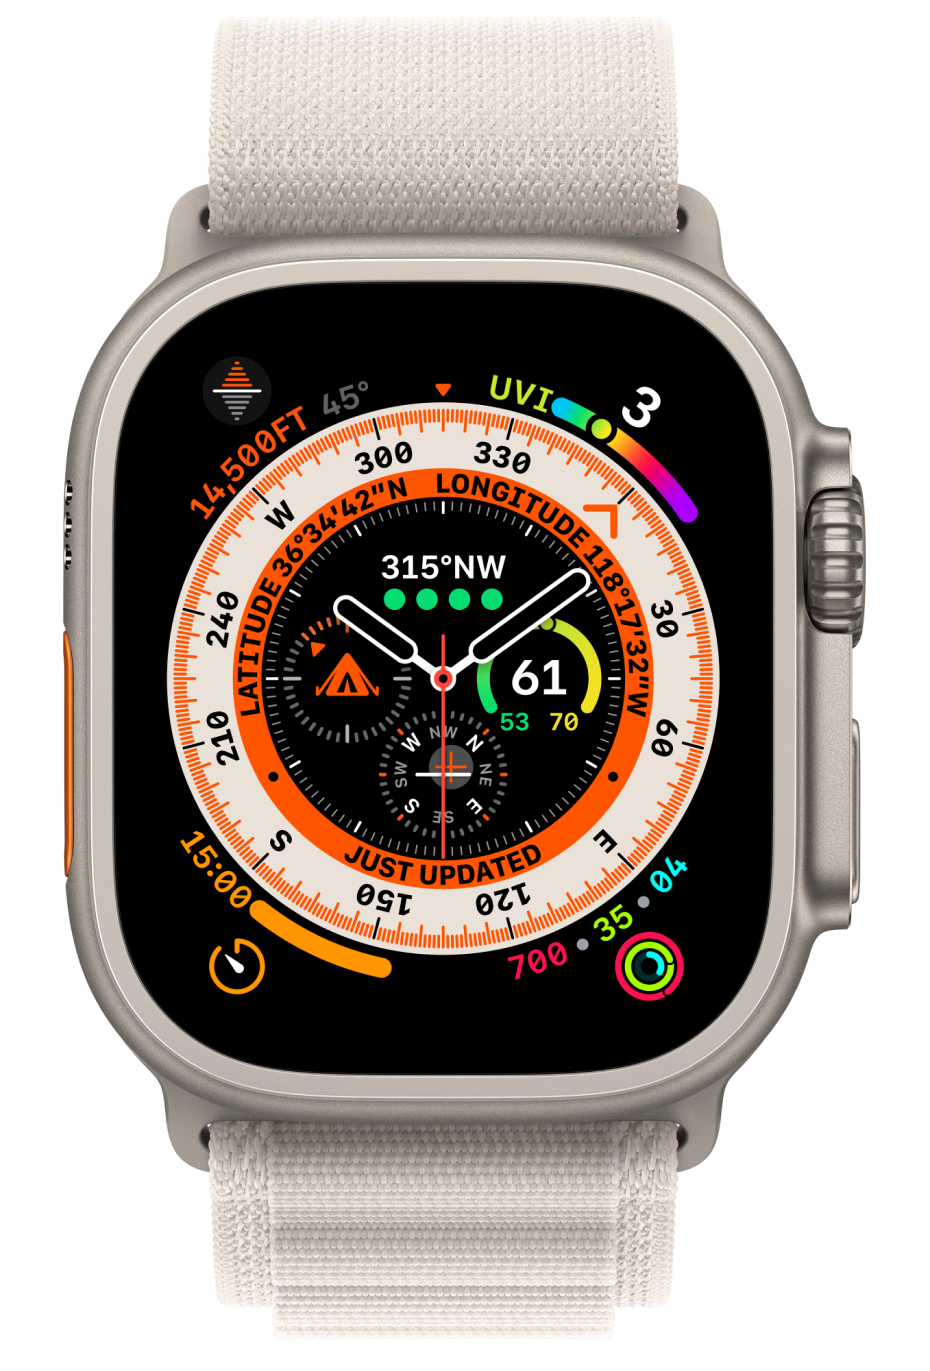 14,500FT 45°
UVI 3
300 330 30 60 E 120 150 S 210 240 W
LATITUDE 36°34'42"N LONGITUDE 118°17'32"W
JUST UPDATED
315°NW
61
53 70
NW N NE E SE S SW W
15:00
700 • 35 • 04